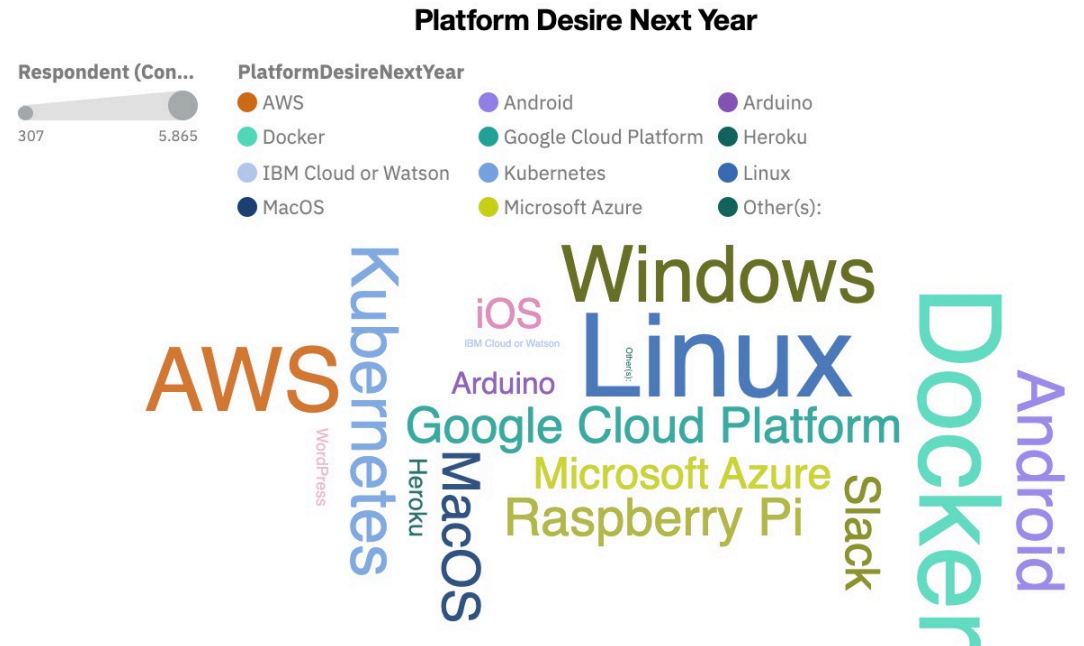 Platform Desire Next Year
Respondent (Con...
307
5.865
PlatformDesireNextYear
AWS
Android
Arduino
Docker
Google Cloud Platform
Heroku
IBM Cloud or Watson
Kubernetes
Linux
MacOS
Microsoft Azure
Other(s):
AWS
WordPress
Kubernetes
Heroku
MacOS
iOS
IBM Cloud or Watson
Arduino
Windows
Linux
Other(s):
Google Cloud Platform
Microsoft Azure
Raspberry Pi
Slack
Docker
Android